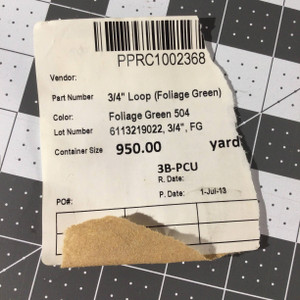 PPRC1002368
Vendor:
Part Number 3/4" Loop (Foliage Green)
Color: Foliage Green 504
Lot Number 6113219022, 3/4", FG
Container Size 950.00 yard
3B-PCU
R. Date:
PO#: P. Date: 1-Jul-13